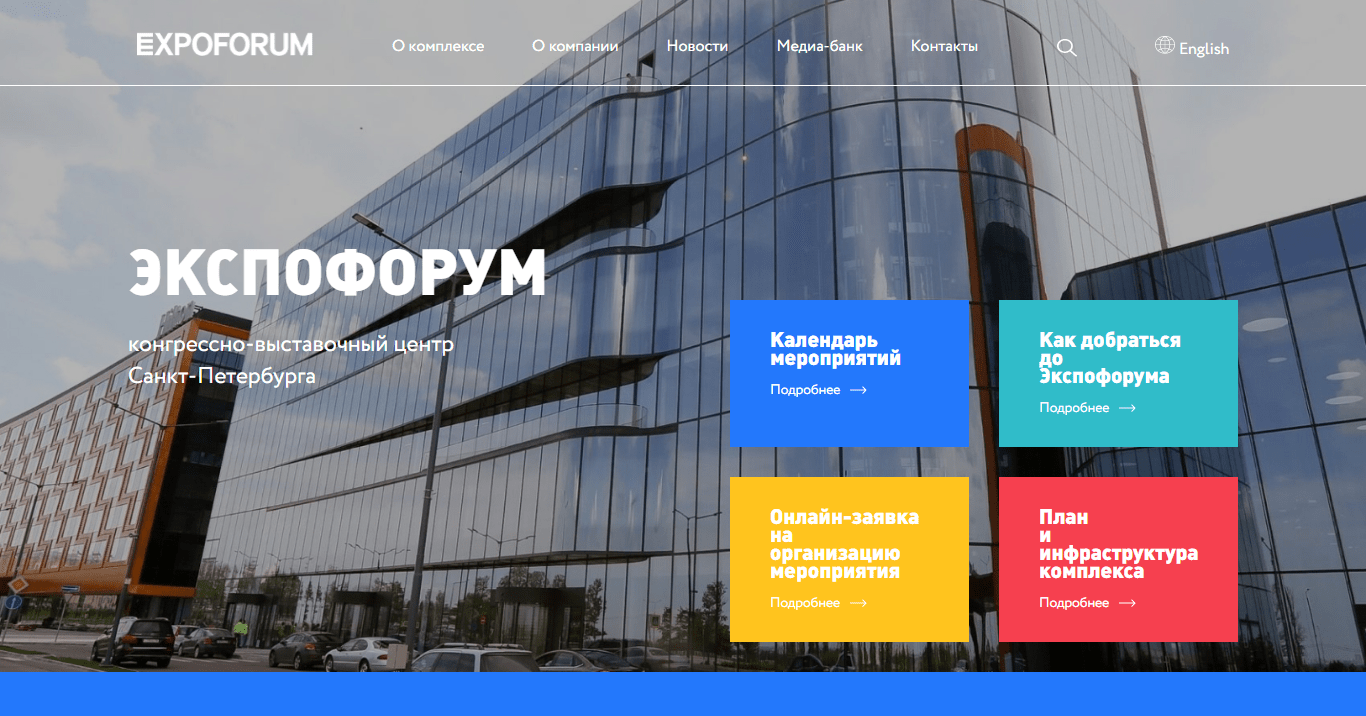 EXPOFORUM
О комплексе
О компании
Новости
Медиа-банк
Контакты
English
ЭКСПОФОРУМ
конгрессно-выставочный центр
Санкт-Петербурга
Календарь
мероприятий
Подробнее
Как добраться
до
Экспофорума
Подробнее
Онлайн-заявка
на
организацию
мероприятия
Подробнее
План
и
инфраструктура
комплекса
Подробнее